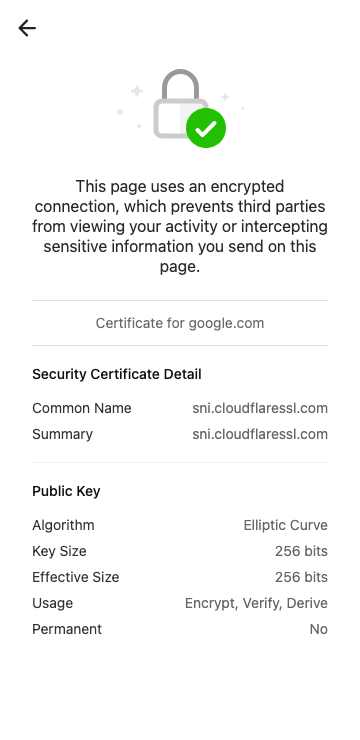 This page uses an encrypted
connection, which prevents third parties
from viewing your activity or intercepting
sensitive information you send on this
page.
Certificate for google.com
Security Certificate Detail
Common Name sni.cloudflaressl.com
Summary sni.cloudflaressl.com
Public Key
Algorithm Elliptic Curve
Key Size 256 bits
Effective Size 256 bits
Usage Encrypt, Verify, Derive
Permanent No